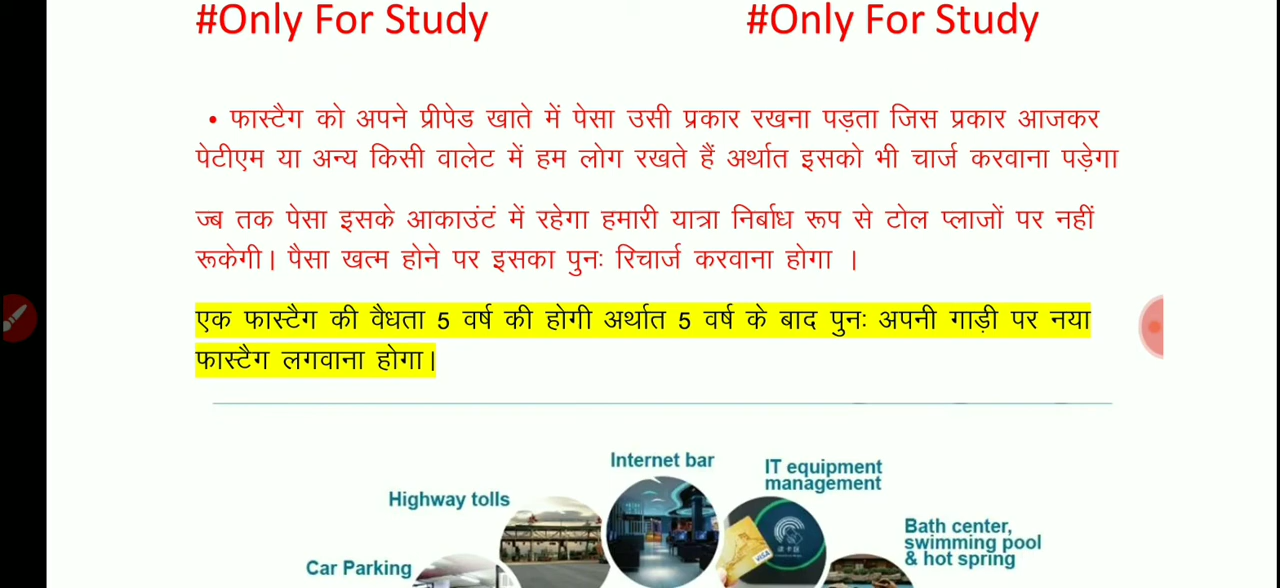 #Only For Study #Only For Study
• फास्टैग को अपने प्रीपेड खाते में पेसा उसी प्रकार रखना पड़ता जिस प्रकार आजकर
पेटीएम या अन्य किसी वालेट में हम लोग रखते हैं अर्थात इसको भी चार्ज करवाना पड़ेगा
ज्ब तक पेसा इसके आकाउंटं में रहेगा हमारी यात्रा निर्बाध रूप से टोल प्लाजों पर नहीं
रूकेगी। पैसा खत्म होने पर इसका पुनः रिचार्ज करवाना होगा ।
एक फास्टैग की वैधता 5 वर्ष की होगी अर्थात 5 वर्ष के बाद पुनः अपनी गाड़ी पर नया
फास्टैग लगवाना होगा।
Internet bar
IT equipment
management
Highway tolls
Bath center,
swimming pool
& hot spring
Car Parking
VISA